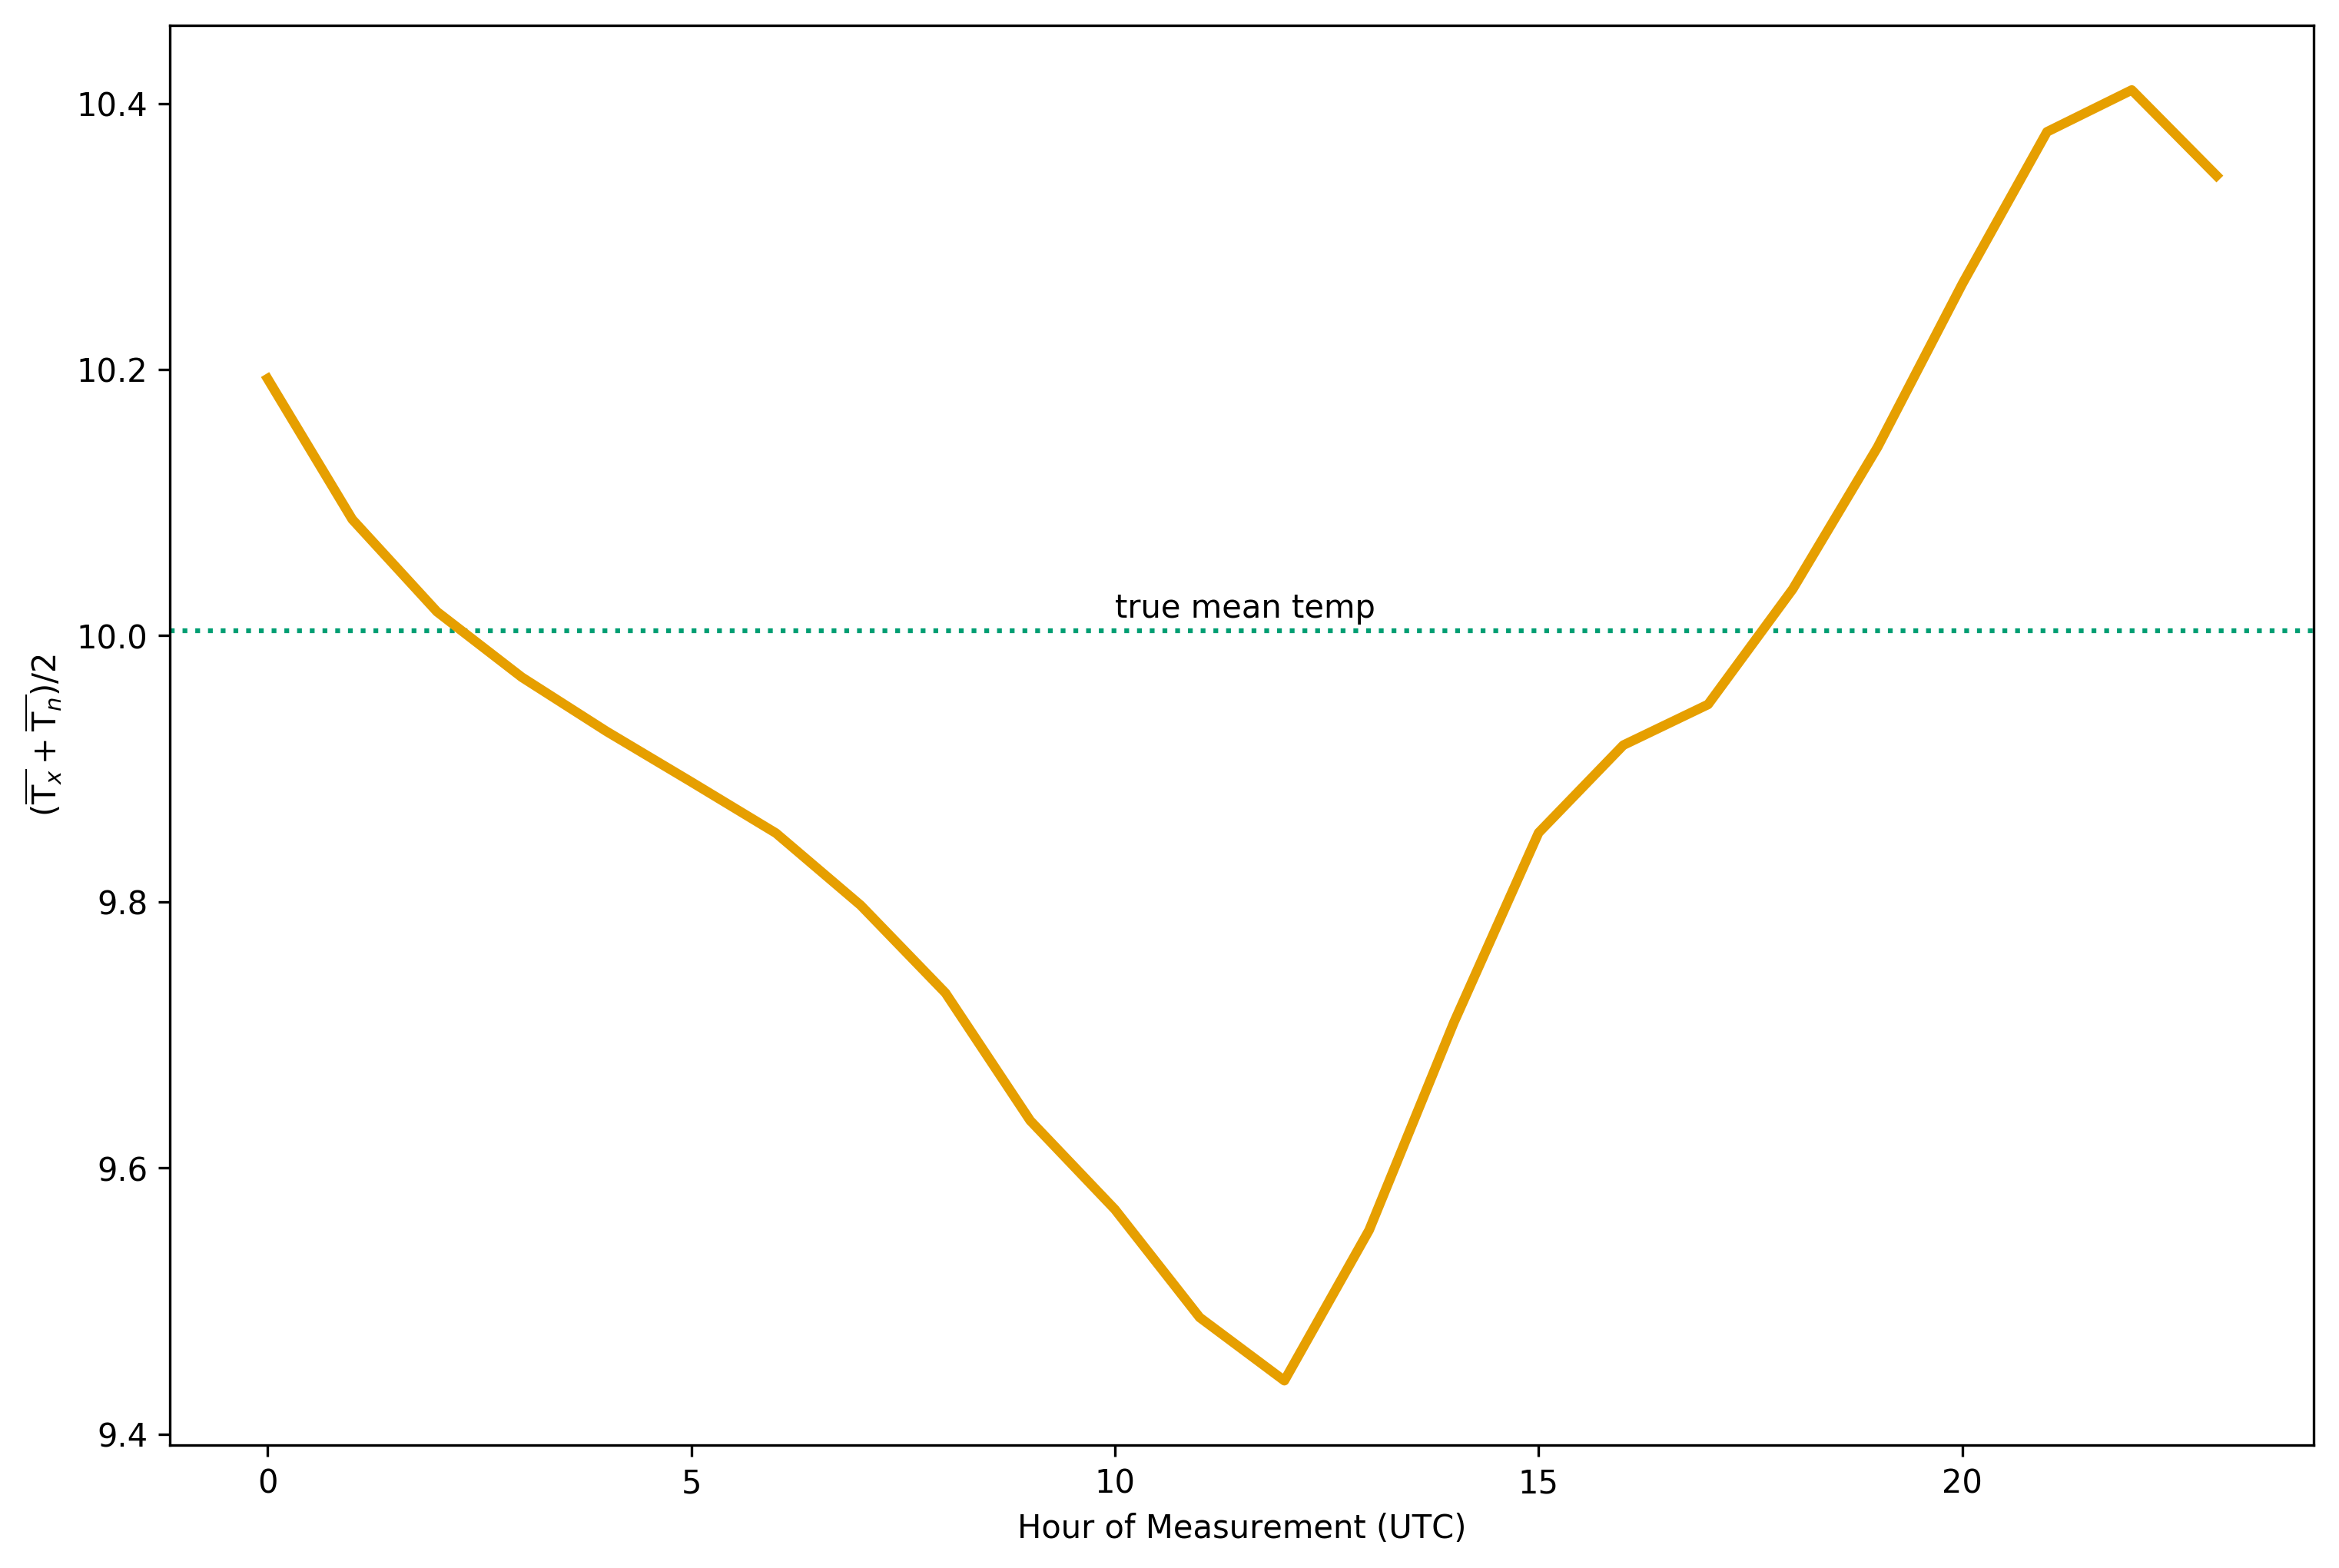 10.4
10.2
10.0
9.8
9.6
9.4
(T̅ₓ + T̅ₙ)/2
true mean temp
0 5 10 15 20
Hour of Measurement (UTC)